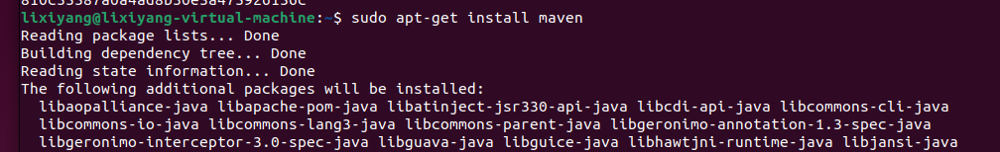 lixiyang@lixiyang-virtual-machine:~$ sudo apt-get install maven
Reading package lists... Done
Building dependency tree... Done
Reading state information... Done
The following additional packages will be installed:
  libaopalliance-java libapache-pom-java libatinject-jsr330-api-java libcdi-api-java libcommons-cli-java
  libcommons-io-java libcommons-lang3-java libcommons-parent-java libgeronimo-annotation-1.3-spec-java
  libgeronimo-interceptor-3.0-spec-java libguava-java libguice-java libhawtjni-runtime-java libjansi-java